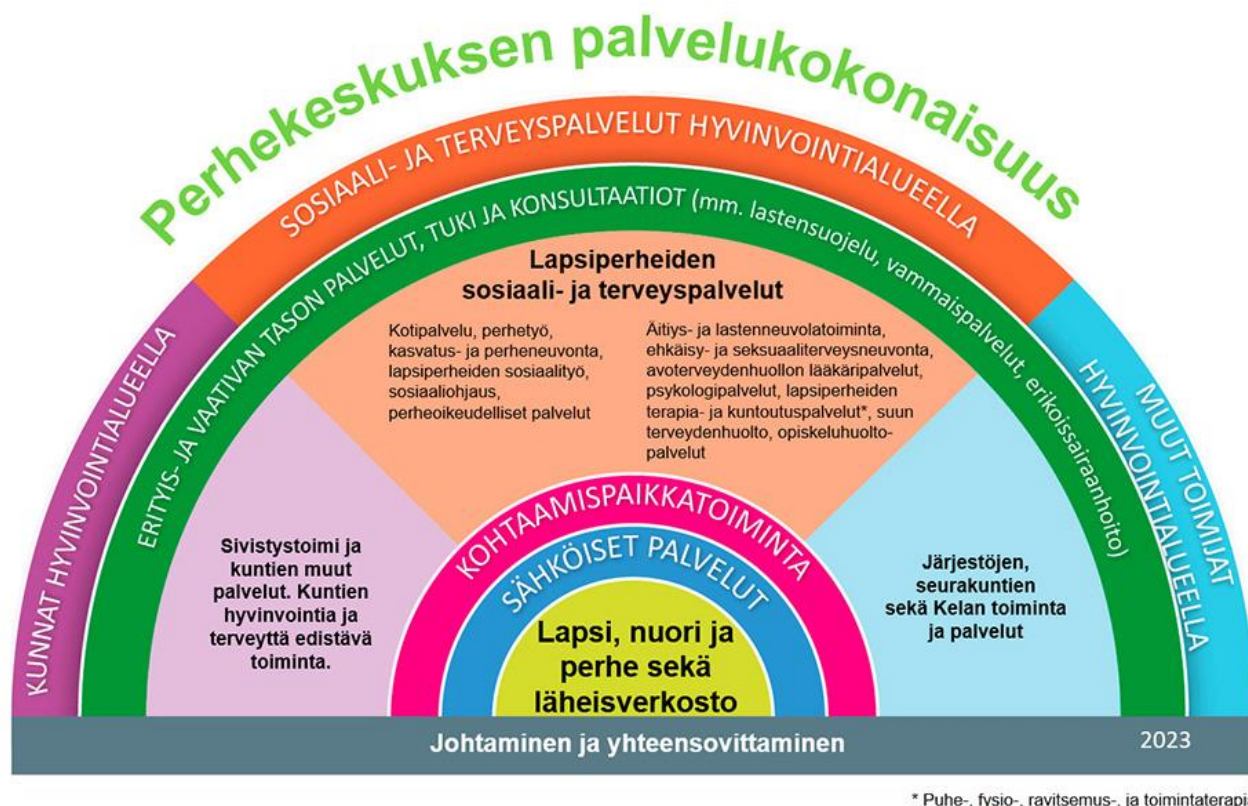 Perhekeskuksen palvelukokonaisuus
SOSIAALI- JA TERVEYSPALVELUT HYVINVOINTIALUEELLA
KUNNAT HYVINVOINTIALUEELLA
MUUT TOIMIJAT
HYVINVOINTIALUEELLA
ERITYIS- JA VAATIVAN TASON PALVELUT, TUKI JA KONSULTAATIOT (mm. lastensuojelu, vammaispalvelut, erikoissairaanhoito)
Lapsiperheiden
sosiaali- ja terveyspalvelut
Kotipalvelu, perhetyö,
kasvatus- ja perheneuvonta,
lapsiperheiden sosiaalityö,
sosiaaliohjaus,
perheoikeudelliset palvelut
Äitiys- ja lastenneuvolatoiminta,
ehkäisy- ja seksuaaliterveysneuvonta,
avoterveydenhuollon lääkäripalvelut,
psykologipalvelut, lapsiperheiden
terapia- ja kuntoutuspalvelut*, suun
terveydenhuolto, opiskeluhuolto-
palvelut
Sivistystoimi ja
kuntien muut
palvelut. Kuntien
hyvinvointia ja
terveyttä edistävä
toiminta.
Järjestöjen,
seurakuntien
sekä Kelan toiminta
ja palvelut
KOHTAAMISPAIKKATOIMINTA
SÄHKÖISET PALVELUT
Lapsi, nuori ja
perhe sekä
läheisverkosto
Johtaminen ja yhteensovittaminen
2023
* Puhe-, fysio-, ravitsemus-, ja toimintaterapi